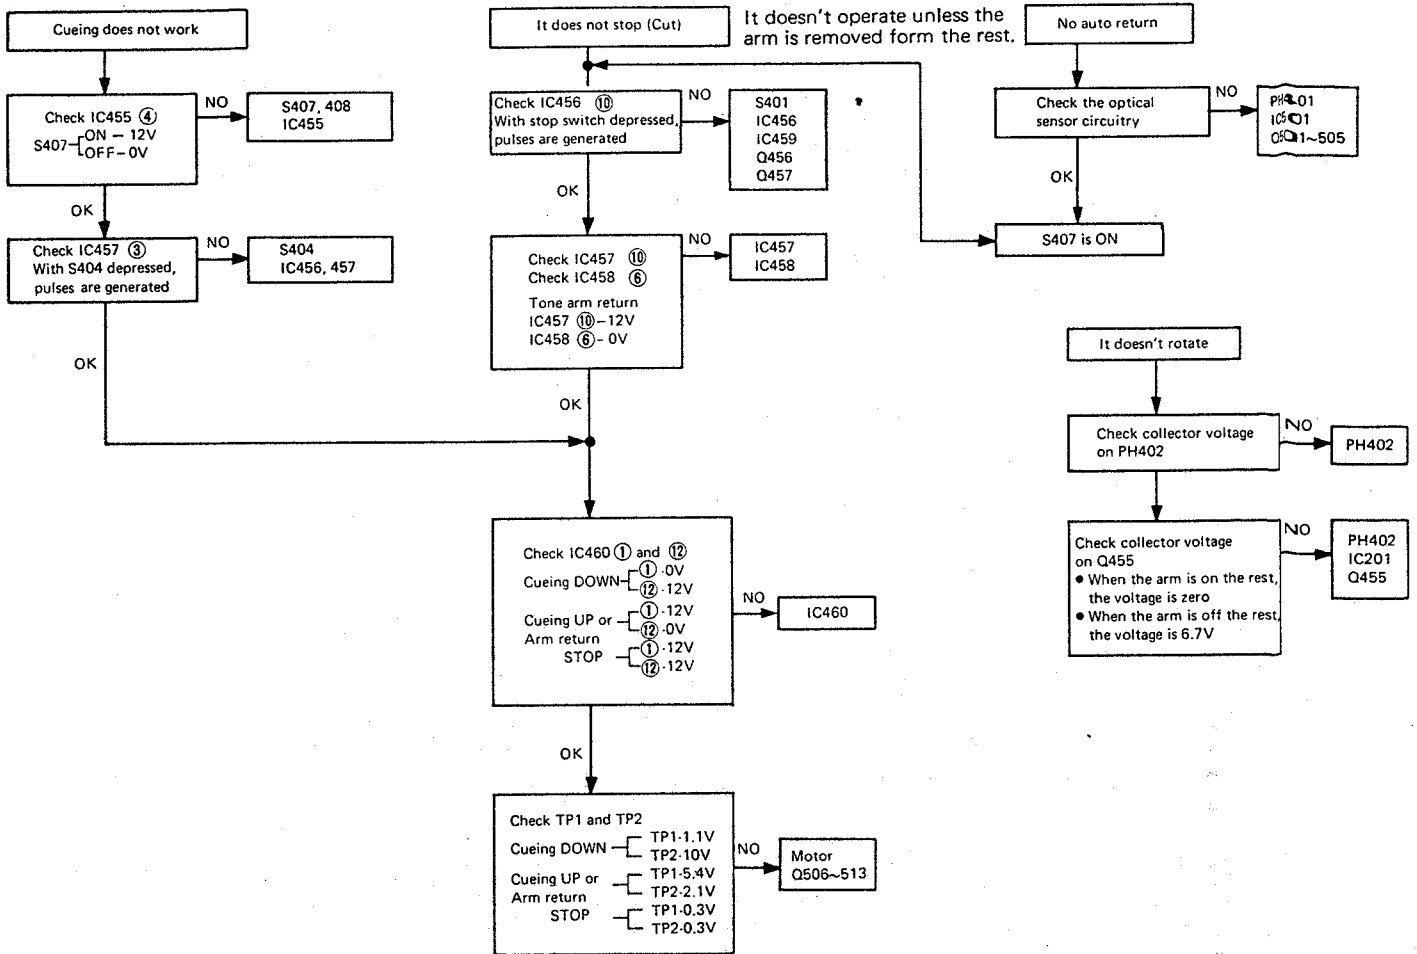 Cueing does not work
Check IC455 ④
S407 ON – 12V
OFF – 0V
NO
S407, 408
IC455
OK
Check IC457 ③
With S404 depressed,
pulses are generated
NO
S404
IC456, 457
OK
It does not stop (Cut)
It doesn't operate unless the
arm is removed form the rest.
Check IC456 ⑩
With stop switch depressed,
pulses are generated
NO
S401
IC456
IC459
Q456
Q457
OK
Check IC457 ⑩
Check IC458 ⑥
Tone arm return
IC457 ⑩ – 12V
IC458 ⑥ – 0V
NO
IC457
IC458
OK
Check IC460 ① and ⑫
Cueing DOWN ① ·0V
⑫ ·12V
Cueing UP or ① ·12V
Arm return ⑫ ·0V
STOP ① ·12V
⑫ ·12V
NO
IC460
OK
Check TP1 and TP2
Cueing DOWN TP1-1.1V
TP2-10V
Cueing UP or TP1-5.4V
Arm return TP2-2.1V
STOP TP1-0.3V
TP2-0.3V
NO
Motor
Q506~513
No auto return
Check the optical
sensor circuitry
NO
OK
S407 is ON
It doesn't rotate
Check collector voltage
on PH402
NO
PH402
Check collector voltage
on Q455
● When the arm is on the rest,
the voltage is zero
● When the arm is off the rest,
the voltage is 6.7V
NO
PH402
IC201
Q455